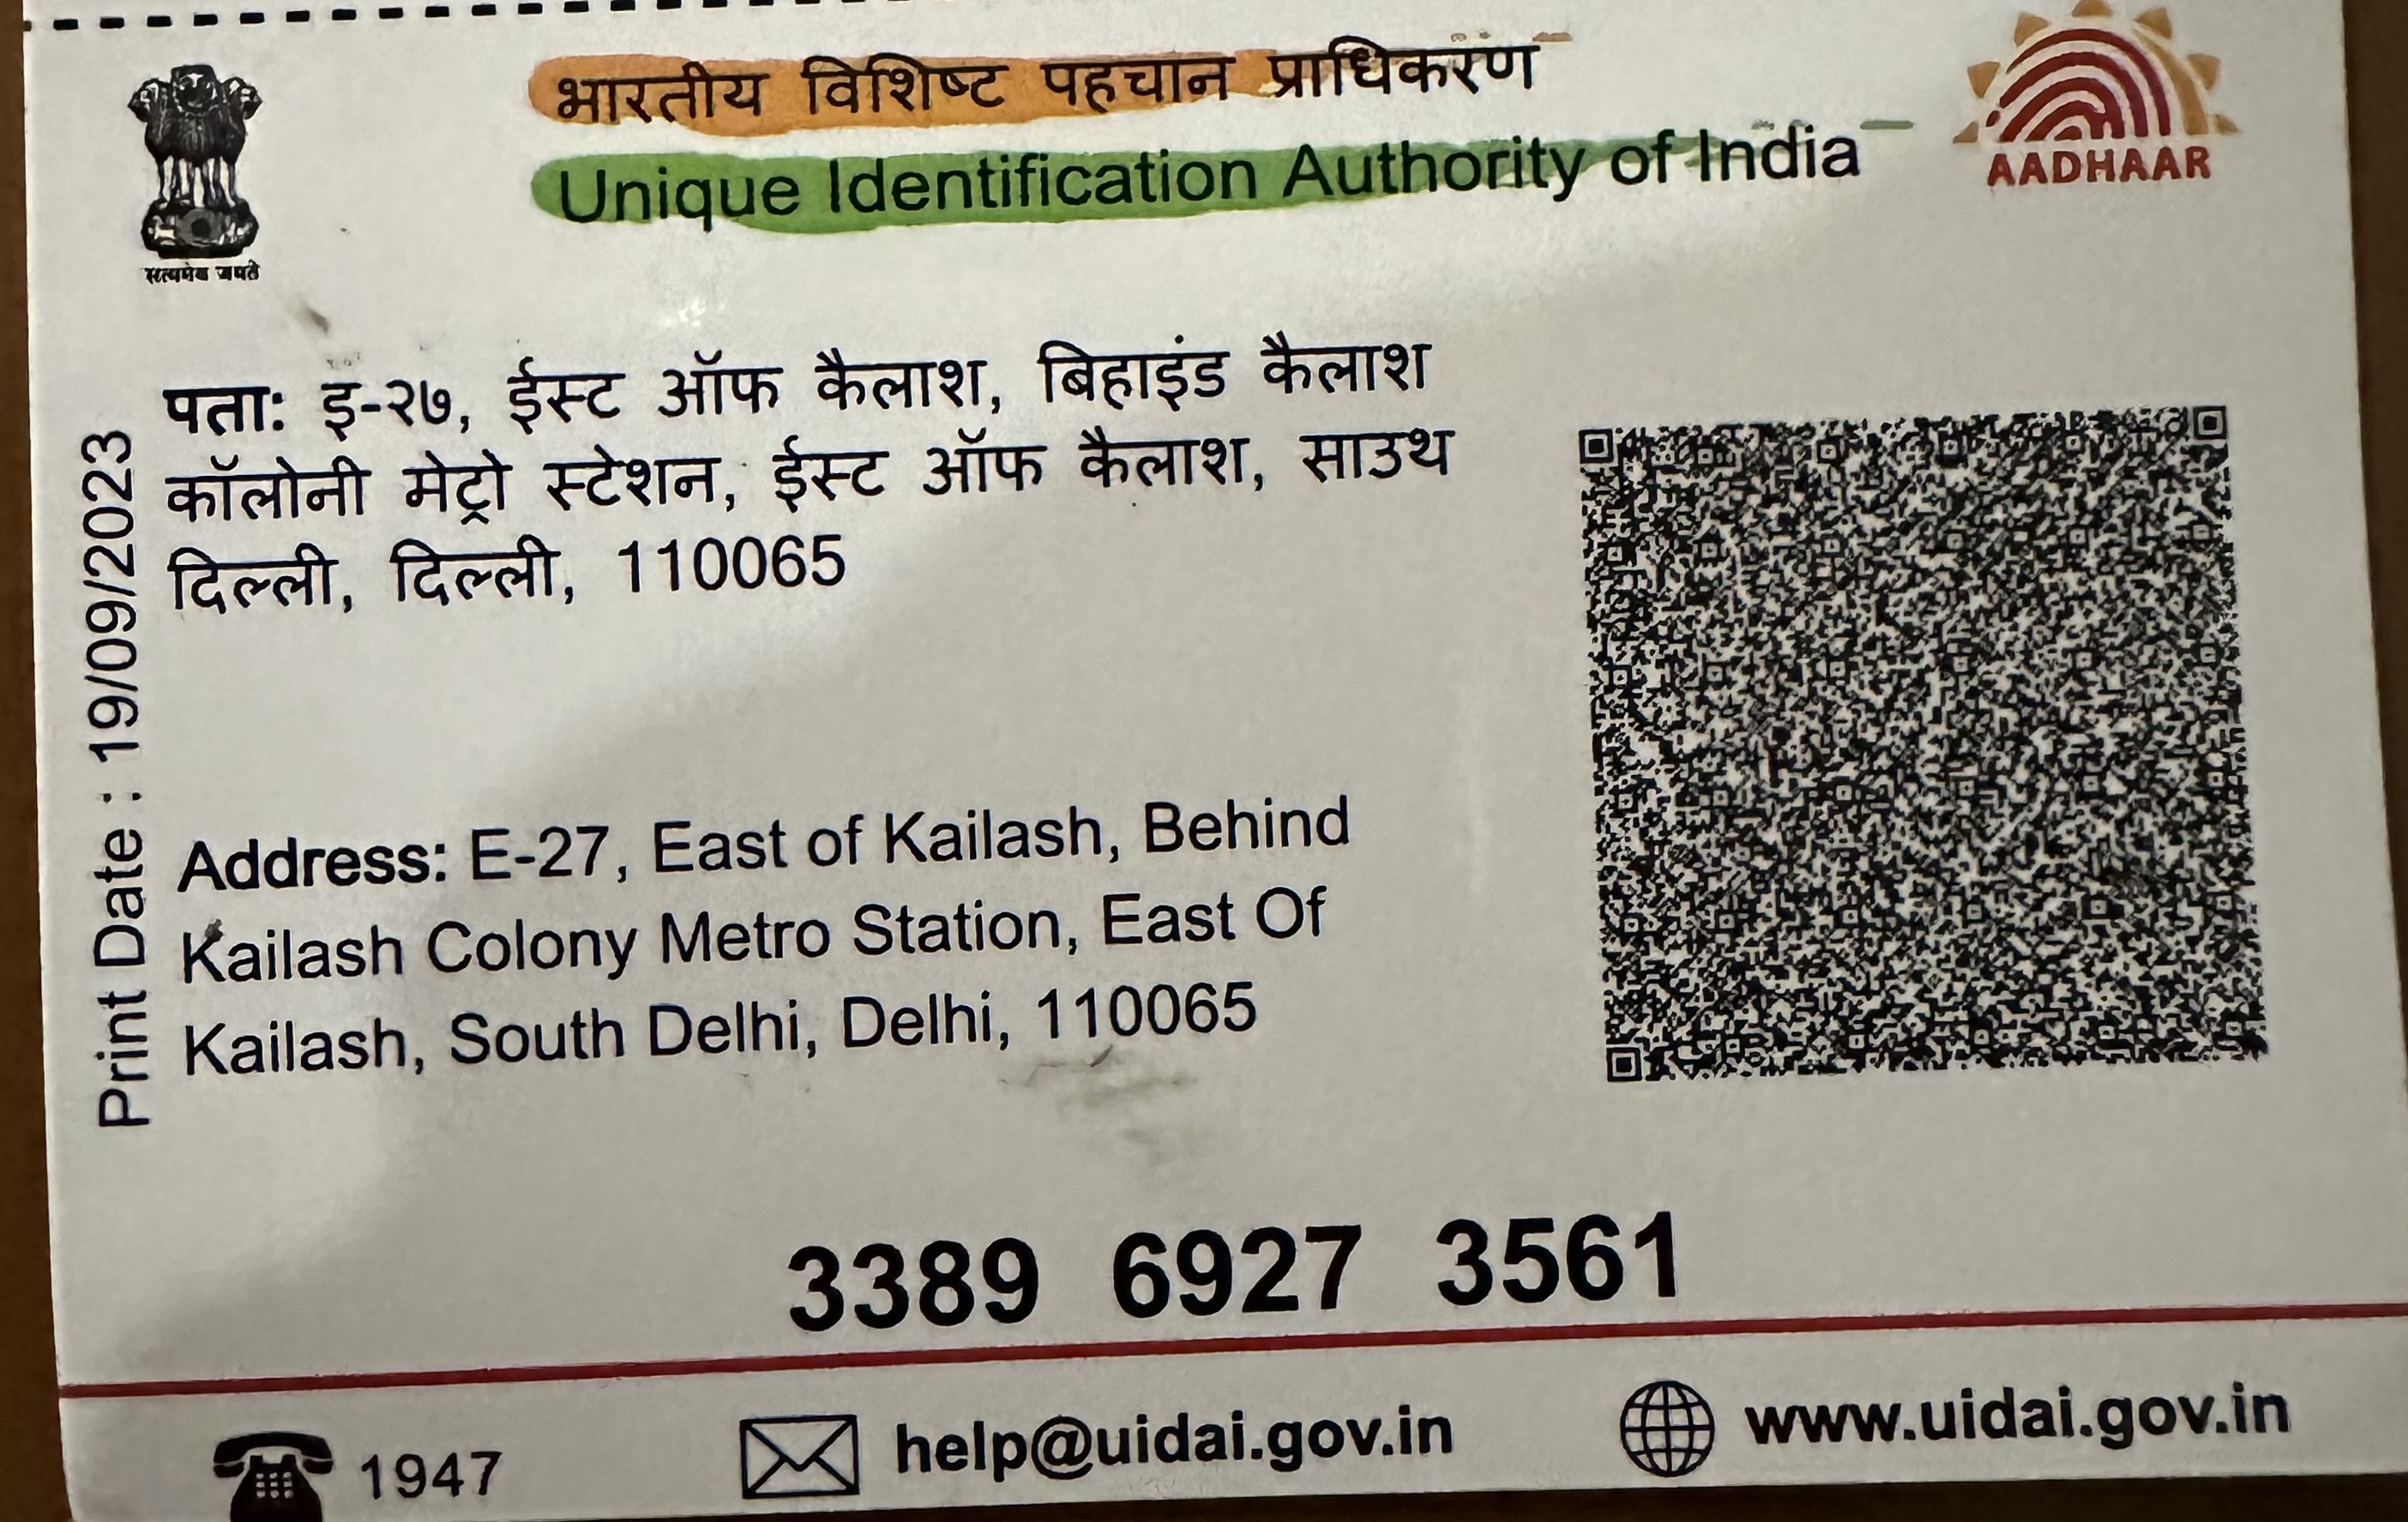 भारतीय विशिष्ट पहचान प्राधिकरण
Unique Identification Authority of India
AADHAAR
सत्यमेव जयते
Print Date : 19/09/2023
पता: इ-२७, ईस्ट ऑफ कैलाश, बिहाइंड कैलाश
कॉलोनी मेट्रो स्टेशन, ईस्ट ऑफ कैलाश, साउथ
दिल्ली, दिल्ली, 110065
Address: E-27, East of Kailash, Behind
Kailash Colony Metro Station, East Of
Kailash, South Delhi, Delhi, 110065
3389 6927 3561
1947
help@uidai.gov.in
www.uidai.gov.in